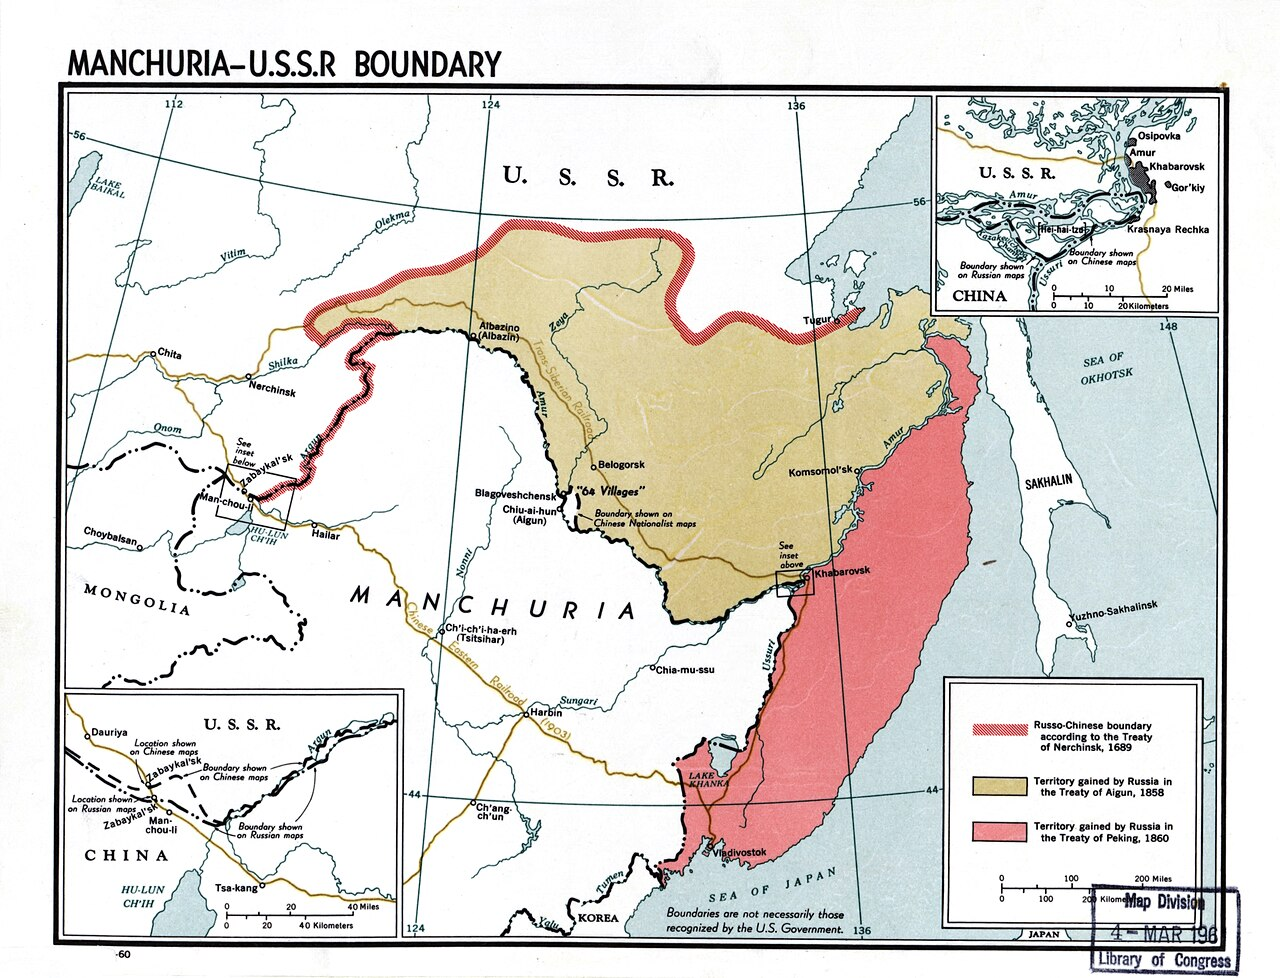 MANCHURIA–U.S.S.R BOUNDARY
112
124
136
56
56
148
44
44
124
136
U. S. S. R.
LAKE
BAIKAL
Vitim
Olekma
Zeya
Tugur
Albazino
(Albazin)
Trans-Siberian Railroad
Chita
Shilka
Nerchinsk
Onom
Argun
Amur
See
inset
below
Zabaykal'sk
Man-chou-li
HU-LUN
CH'IH
Hailar
Choybalsan
MONGOLIA
Belogorsk
Blagoveshchensk
"64 Villages"
Chiu-ai-hun
(Aigun)
Boundary shown on
Chinese Nationalist maps
Komsomol'sk
Amur
See
inset
above
Khabarovsk
SEA OF
OKHOTSK
SAKHALIN
Yuzhno-Sakhalinsk
MANCHURIA
Nonni
Chinese Eastern Railroad (1903)
Ch'i-ch'i-ha-erh
(Tsitsihar)
Chia-mu-ssu
Sungari
Harbin
Ussuri
LAKE
KHANKA
Ch'ang-
ch'un
Vladivostok
Tumen
Yalu
KOREA
SEA OF JAPAN
Boundaries are not necessarily those
recognized by the U.S. Government.
JAPAN
Osipovka
Amur
Khabarovsk
Gor'kiy
U. S. S. R.
Amur
Hei-hai-tzu
Krasnaya Rechka
Boundary shown
on Russian maps
Boundary shown
on Chinese maps
Ussuri
CHINA
0 10 20 Miles
0 10 20 Kilometers
U. S. S. R.
Dauriya
Location shown
on Chinese maps
Zabaykal'sk
Boundary shown
on Chinese maps
Argun
Location shown
on Russian maps
Zabaykal'sk
Man-
chou-li
Boundary shown
on Russian maps
CHINA
Tsa-kang
HU-LUN
CH'IH
0 20 40 Miles
0 20 40 Kilometers
Russo-Chinese boundary
according to the Treaty
of Nerchinsk, 1689
Territory gained by Russia in
the Treaty of Aigun, 1858
Territory gained by Russia in
the Treaty of Peking, 1860
0 100 200 Miles
0 100 200 Kilome
Map Division
4 - MAR 196
Library of Congress
-60